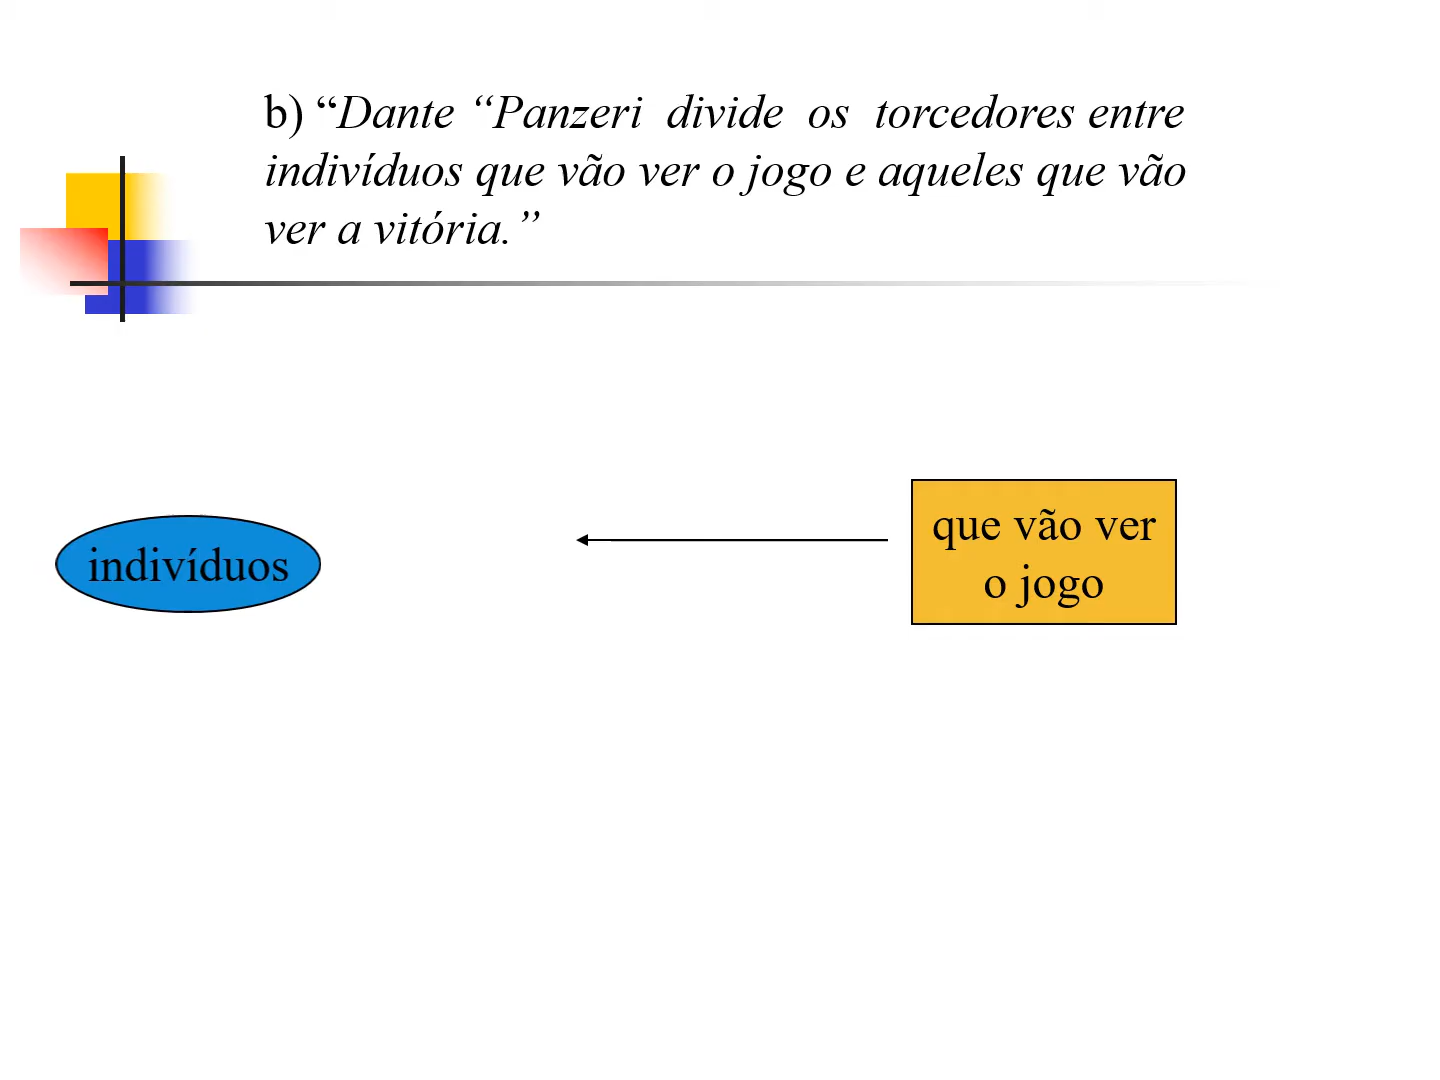 b) “Dante “Panzeri divide os torcedores entre
indivíduos que vão ver o jogo e aqueles que vão
ver a vitória.”
indivíduos
que vão ver
o jogo